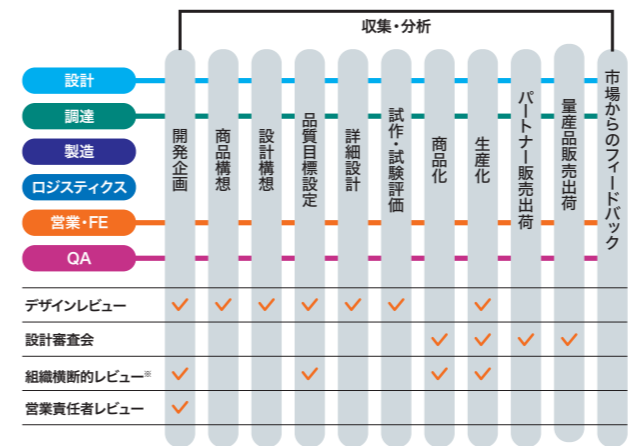 収集・分析
設計
調達
製造
ロジスティクス
営業・FE
QA
開発企画
商品構想
設計構想
品質目標設定
詳細設計
試作・試験評価
商品化
生産化
パートナー販売出荷
量産品販売出荷
市場からのフィードバック
デザインレビュー
設計審査会
組織横断的レビュー※
営業責任者レビュー